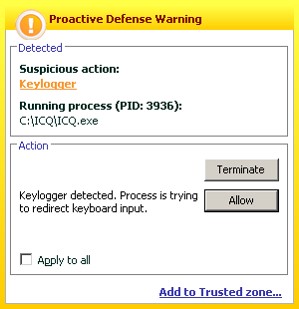 Proactive Defense Warning
Detected
Suspicious action:
Keylogger
Running process (PID: 3936):
C:\ICQ\ICQ.exe
Action
Terminate
Keylogger detected. Process is trying
to redirect keyboard input.
Allow
Apply to all
Add to Trusted zone...